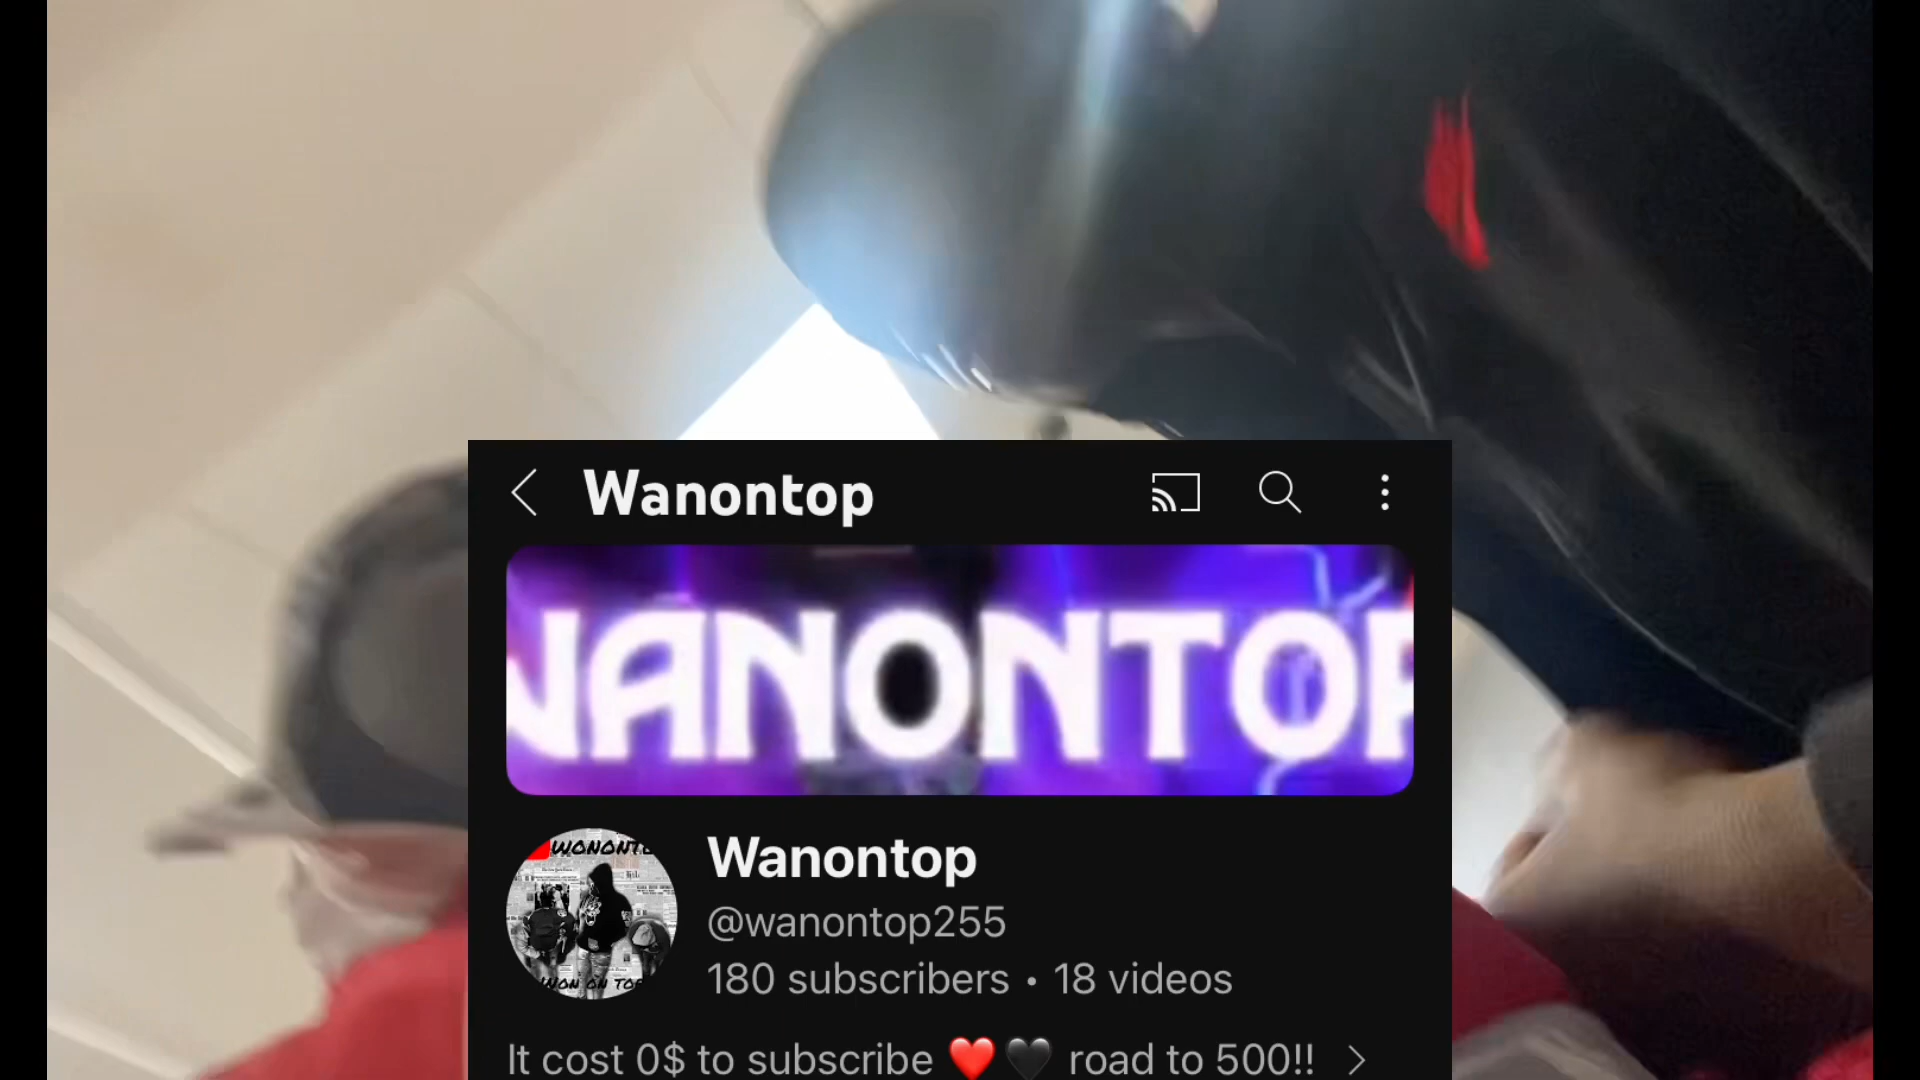 Wanontop
WANONTOP
Wanontop
@wanontop255
180 subscribers • 18 videos
It cost 0$ to subscribe ❤️🖤 road to 500!!